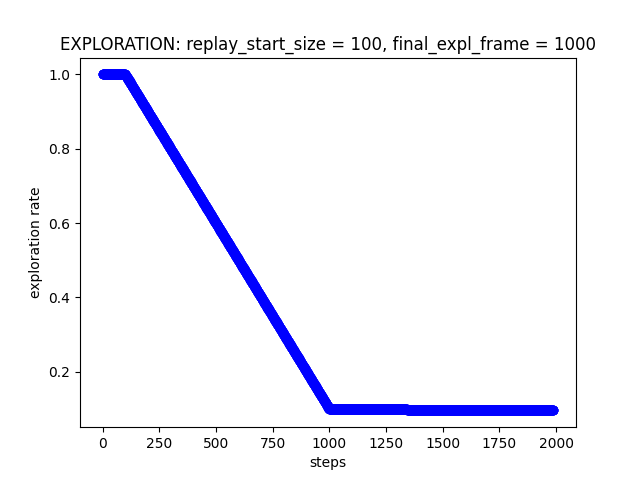 EXPLORATION: replay_start_size = 100, final_expl_frame = 1000
1.0
0.8
0.6
0.4
0.2
exploration rate
0 250 500 750 1000 1250 1500 1750 2000
steps